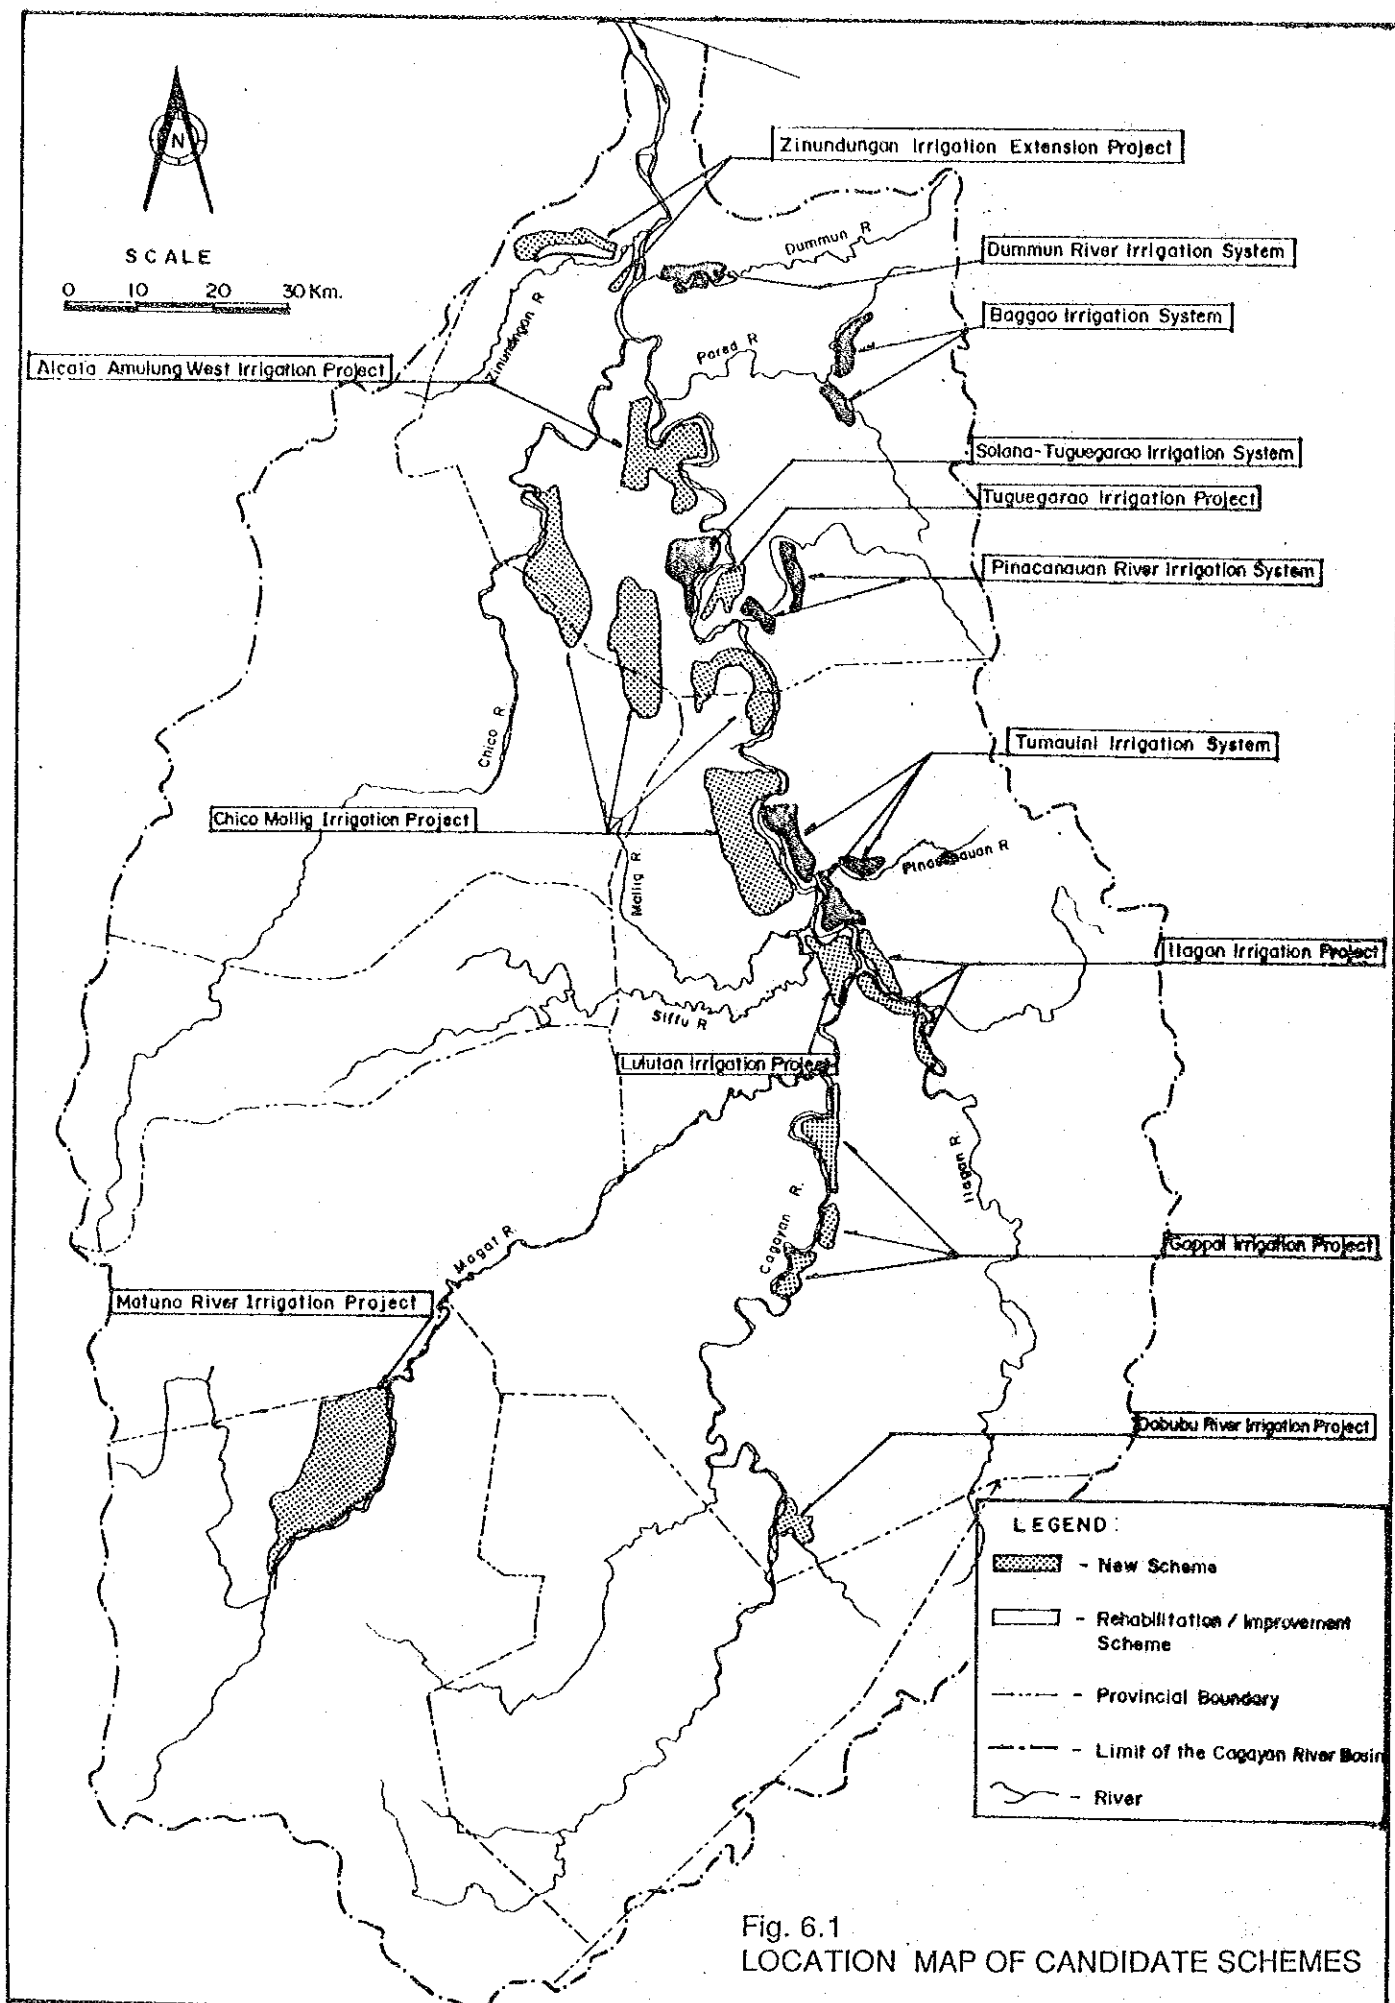 N
SCALE
0 10 20 30 Km.
Zinundungan Irrigation Extension Project
Dummun R
Dummun River Irrigation System
Zinundungan R
Baggao Irrigation System
Pared R
Alcala Amulung West Irrigation Project
Solana-Tuguegarao Irrigation System
Tuguegarao Irrigation Project
Pinacanauan River Irrigation System
Chico R
Tumauini Irrigation System
Chico Mallig Irrigation Project
Mallig R
Pinacanauan R
Ilagan Irrigation Project
Siffu R
Lulutan Irrigation Project
Ilagan R.
Cagayan R.
Magat R.
Gappal Irrigation Project
Matuno River Irrigation Project
Dabubu River Irrigation Project
LEGEND :
- New Scheme
- Rehabilitation / Improvement
Scheme
- Provincial Boundary
- Limit of the Cagayan River Basin
- River
Fig. 6.1
LOCATION MAP OF CANDIDATE SCHEMES